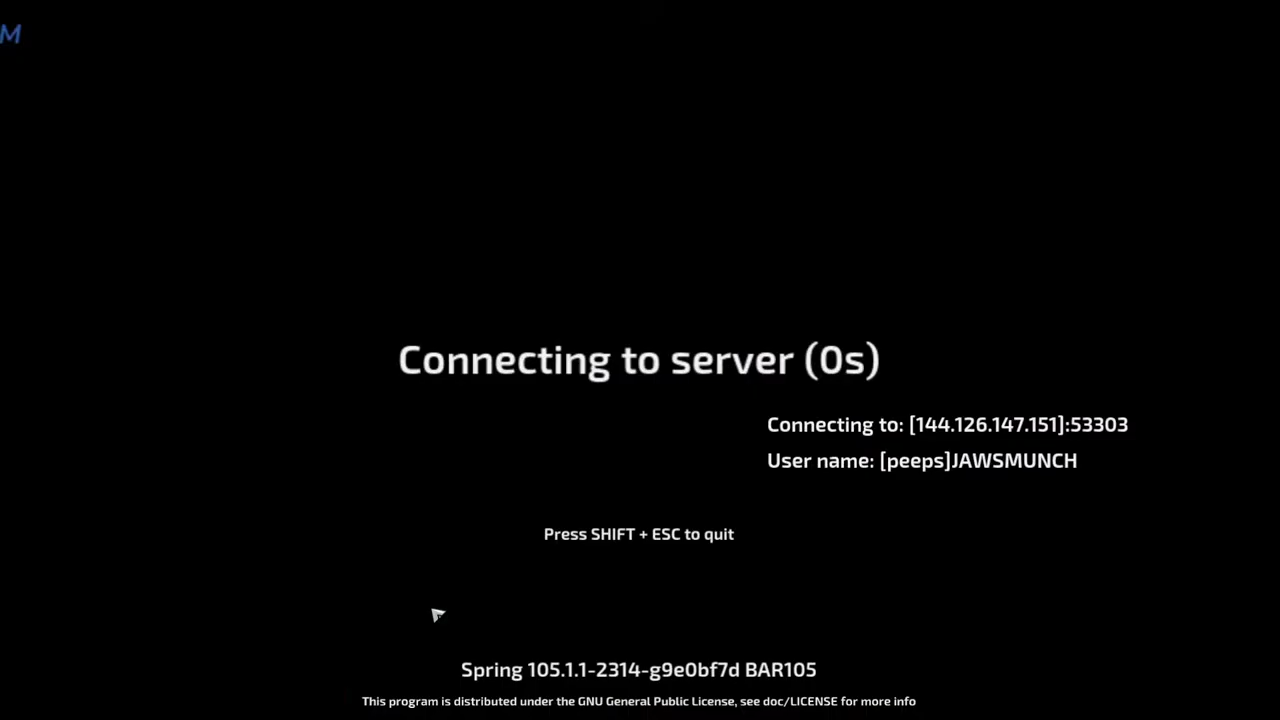 M
Connecting to server (0s)
Connecting to: [144.126.147.151]:53303
User name: [peeps]JAWSMUNCH
Press SHIFT + ESC to quit
Spring 105.1.1-2314-g9e0bf7d BAR105
This program is distributed under the GNU General Public License, see doc/LICENSE for more info